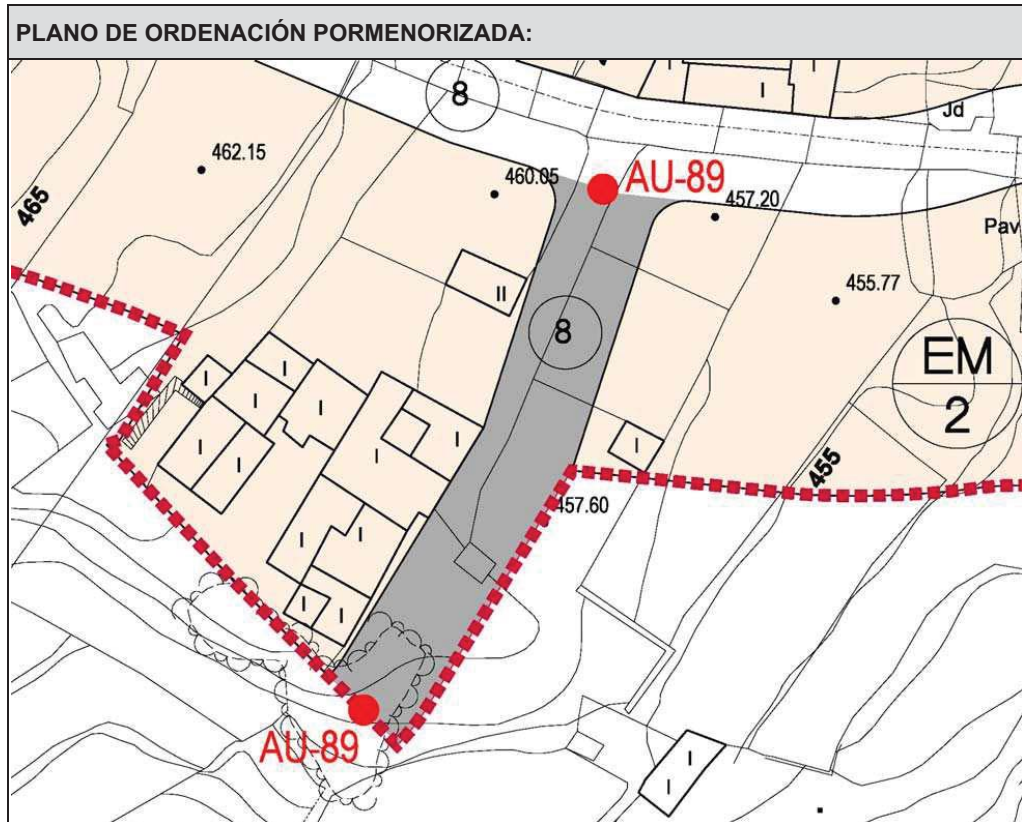 PLANO DE ORDENACIÓN PORMENORIZADA:
8
I
I
I
Jd
462.15
460.05
AU-89
457.20
465
Pav
II
455.77
8
EM
2
I
I
I
I
I
I
I
I
I
455
457.60
I
I
I
I
AU-89
I
I